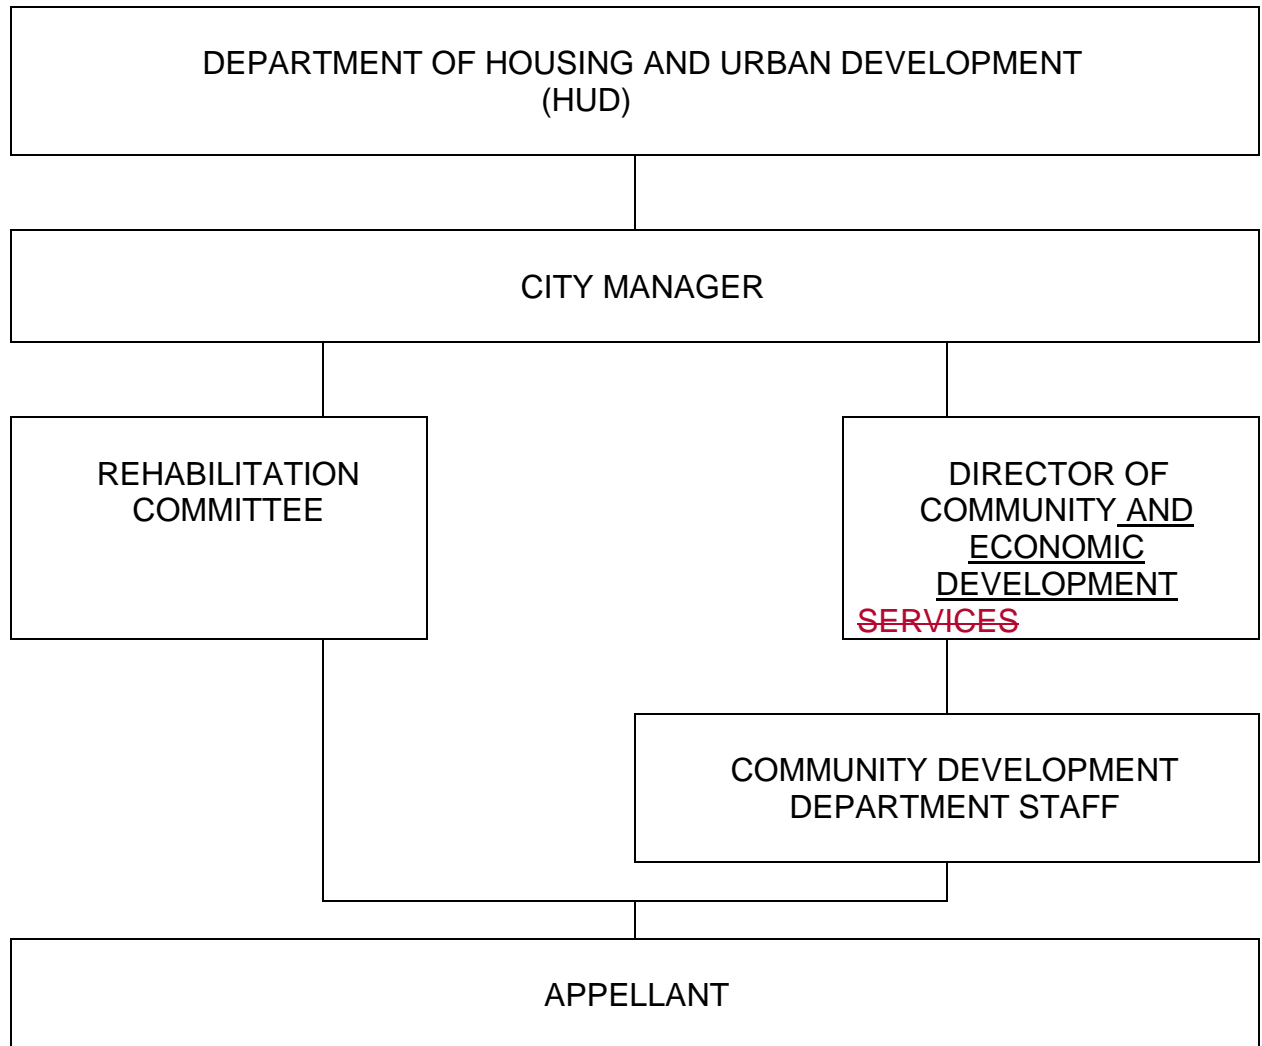 DEPARTMENT OF HOUSING AND URBAN DEVELOPMENT
(HUD)
CITY MANAGER
REHABILITATION
COMMITTEE
DIRECTOR OF
COMMUNITY AND
ECONOMIC
DEVELOPMENT
SERVICES
COMMUNITY DEVELOPMENT
DEPARTMENT STAFF
APPELLANT